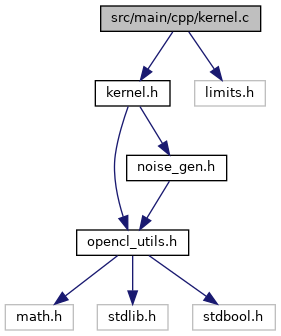 src/main/cpp/kernel.c
kernel.h
limits.h
noise_gen.h
opencl_utils.h
math.h
stdlib.h
stdbool.h